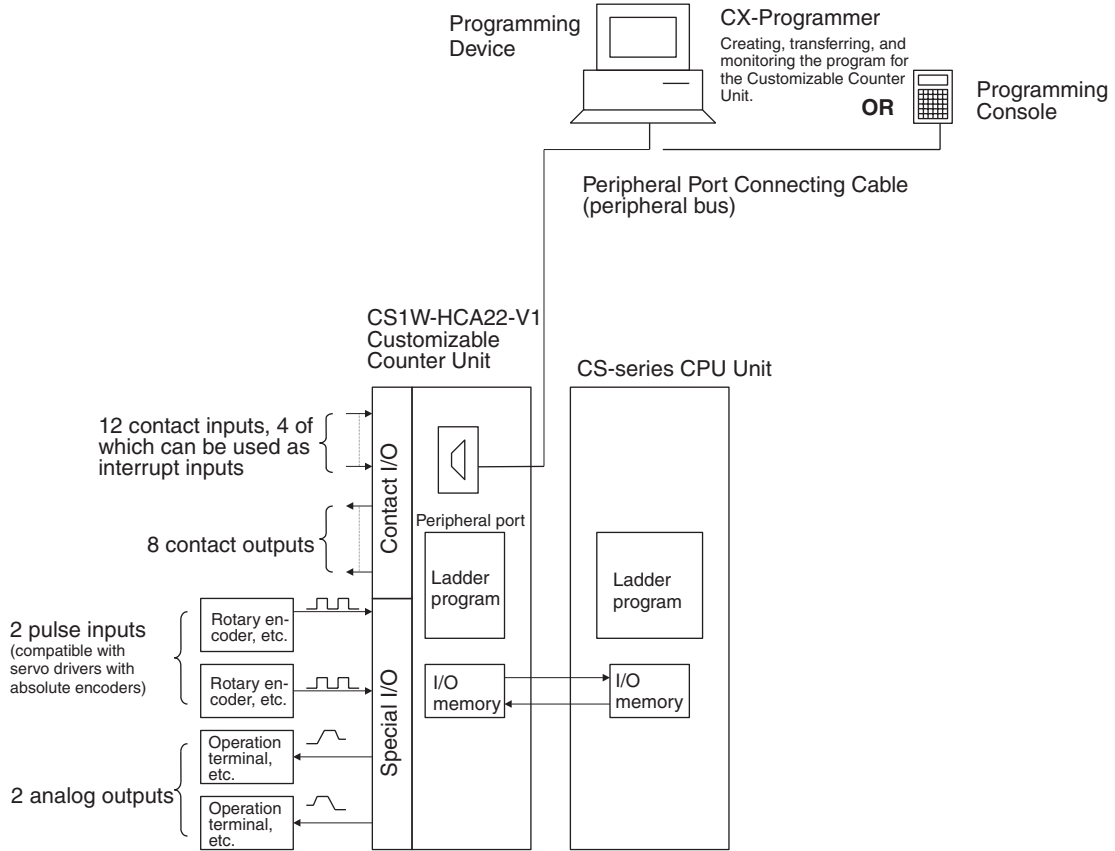 Programming
Device
CX-Programmer
Creating, transferring, and
monitoring the program for
the Customizable Counter
Unit.
OR
Programming
Console
Peripheral Port Connecting Cable
(peripheral bus)
CS1W-HCA22-V1
Customizable
Counter Unit
CS-series CPU Unit
12 contact inputs, 4 of
which can be used as
interrupt inputs
8 contact outputs
Contact I/O
Peripheral port
Ladder
program
Ladder
program
2 pulse inputs
(compatible with
servo drivers with
absolute encoders)
Rotary en-
coder, etc.
Rotary en-
coder, etc.
Special I/O
I/O
memory
I/O
memory
2 analog outputs
Operation
terminal,
etc.
Operation
terminal,
etc.